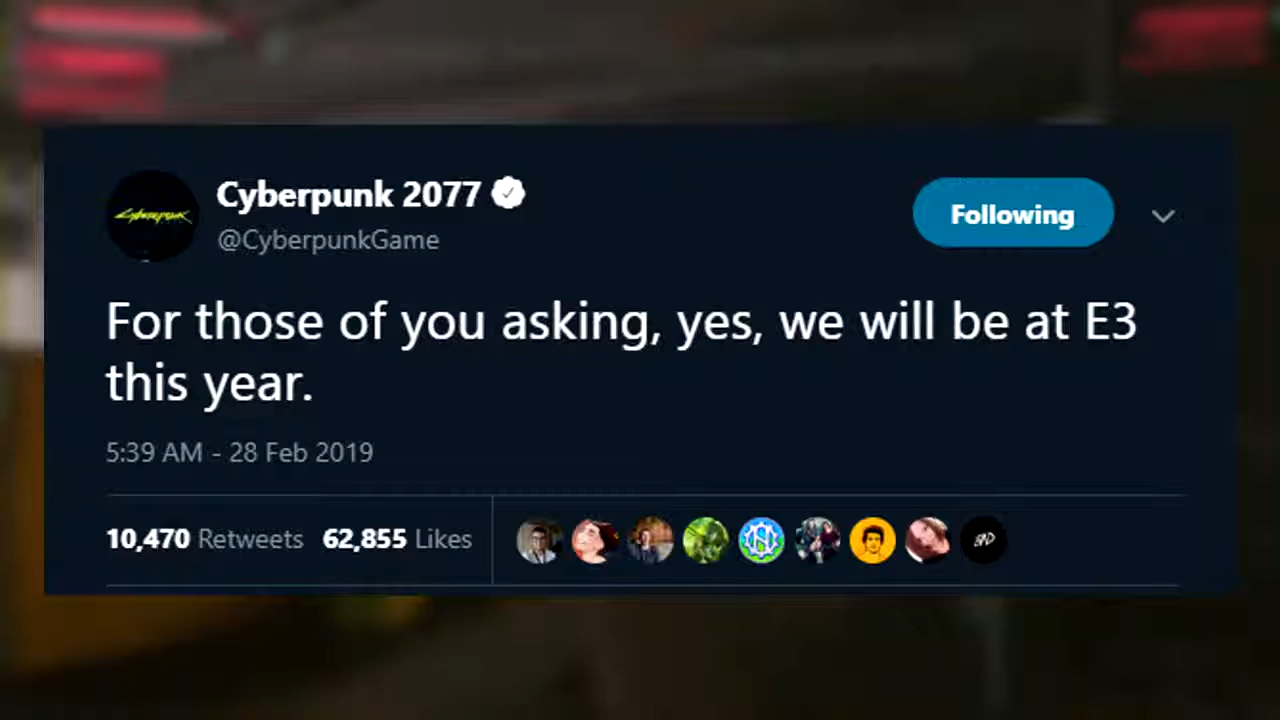 CYBERPUNK
Cyberpunk 2077
@CyberpunkGame
Following
For those of you asking, yes, we will be at E3
this year.
5:39 AM - 28 Feb 2019
10,470 Retweets 62,855 Likes